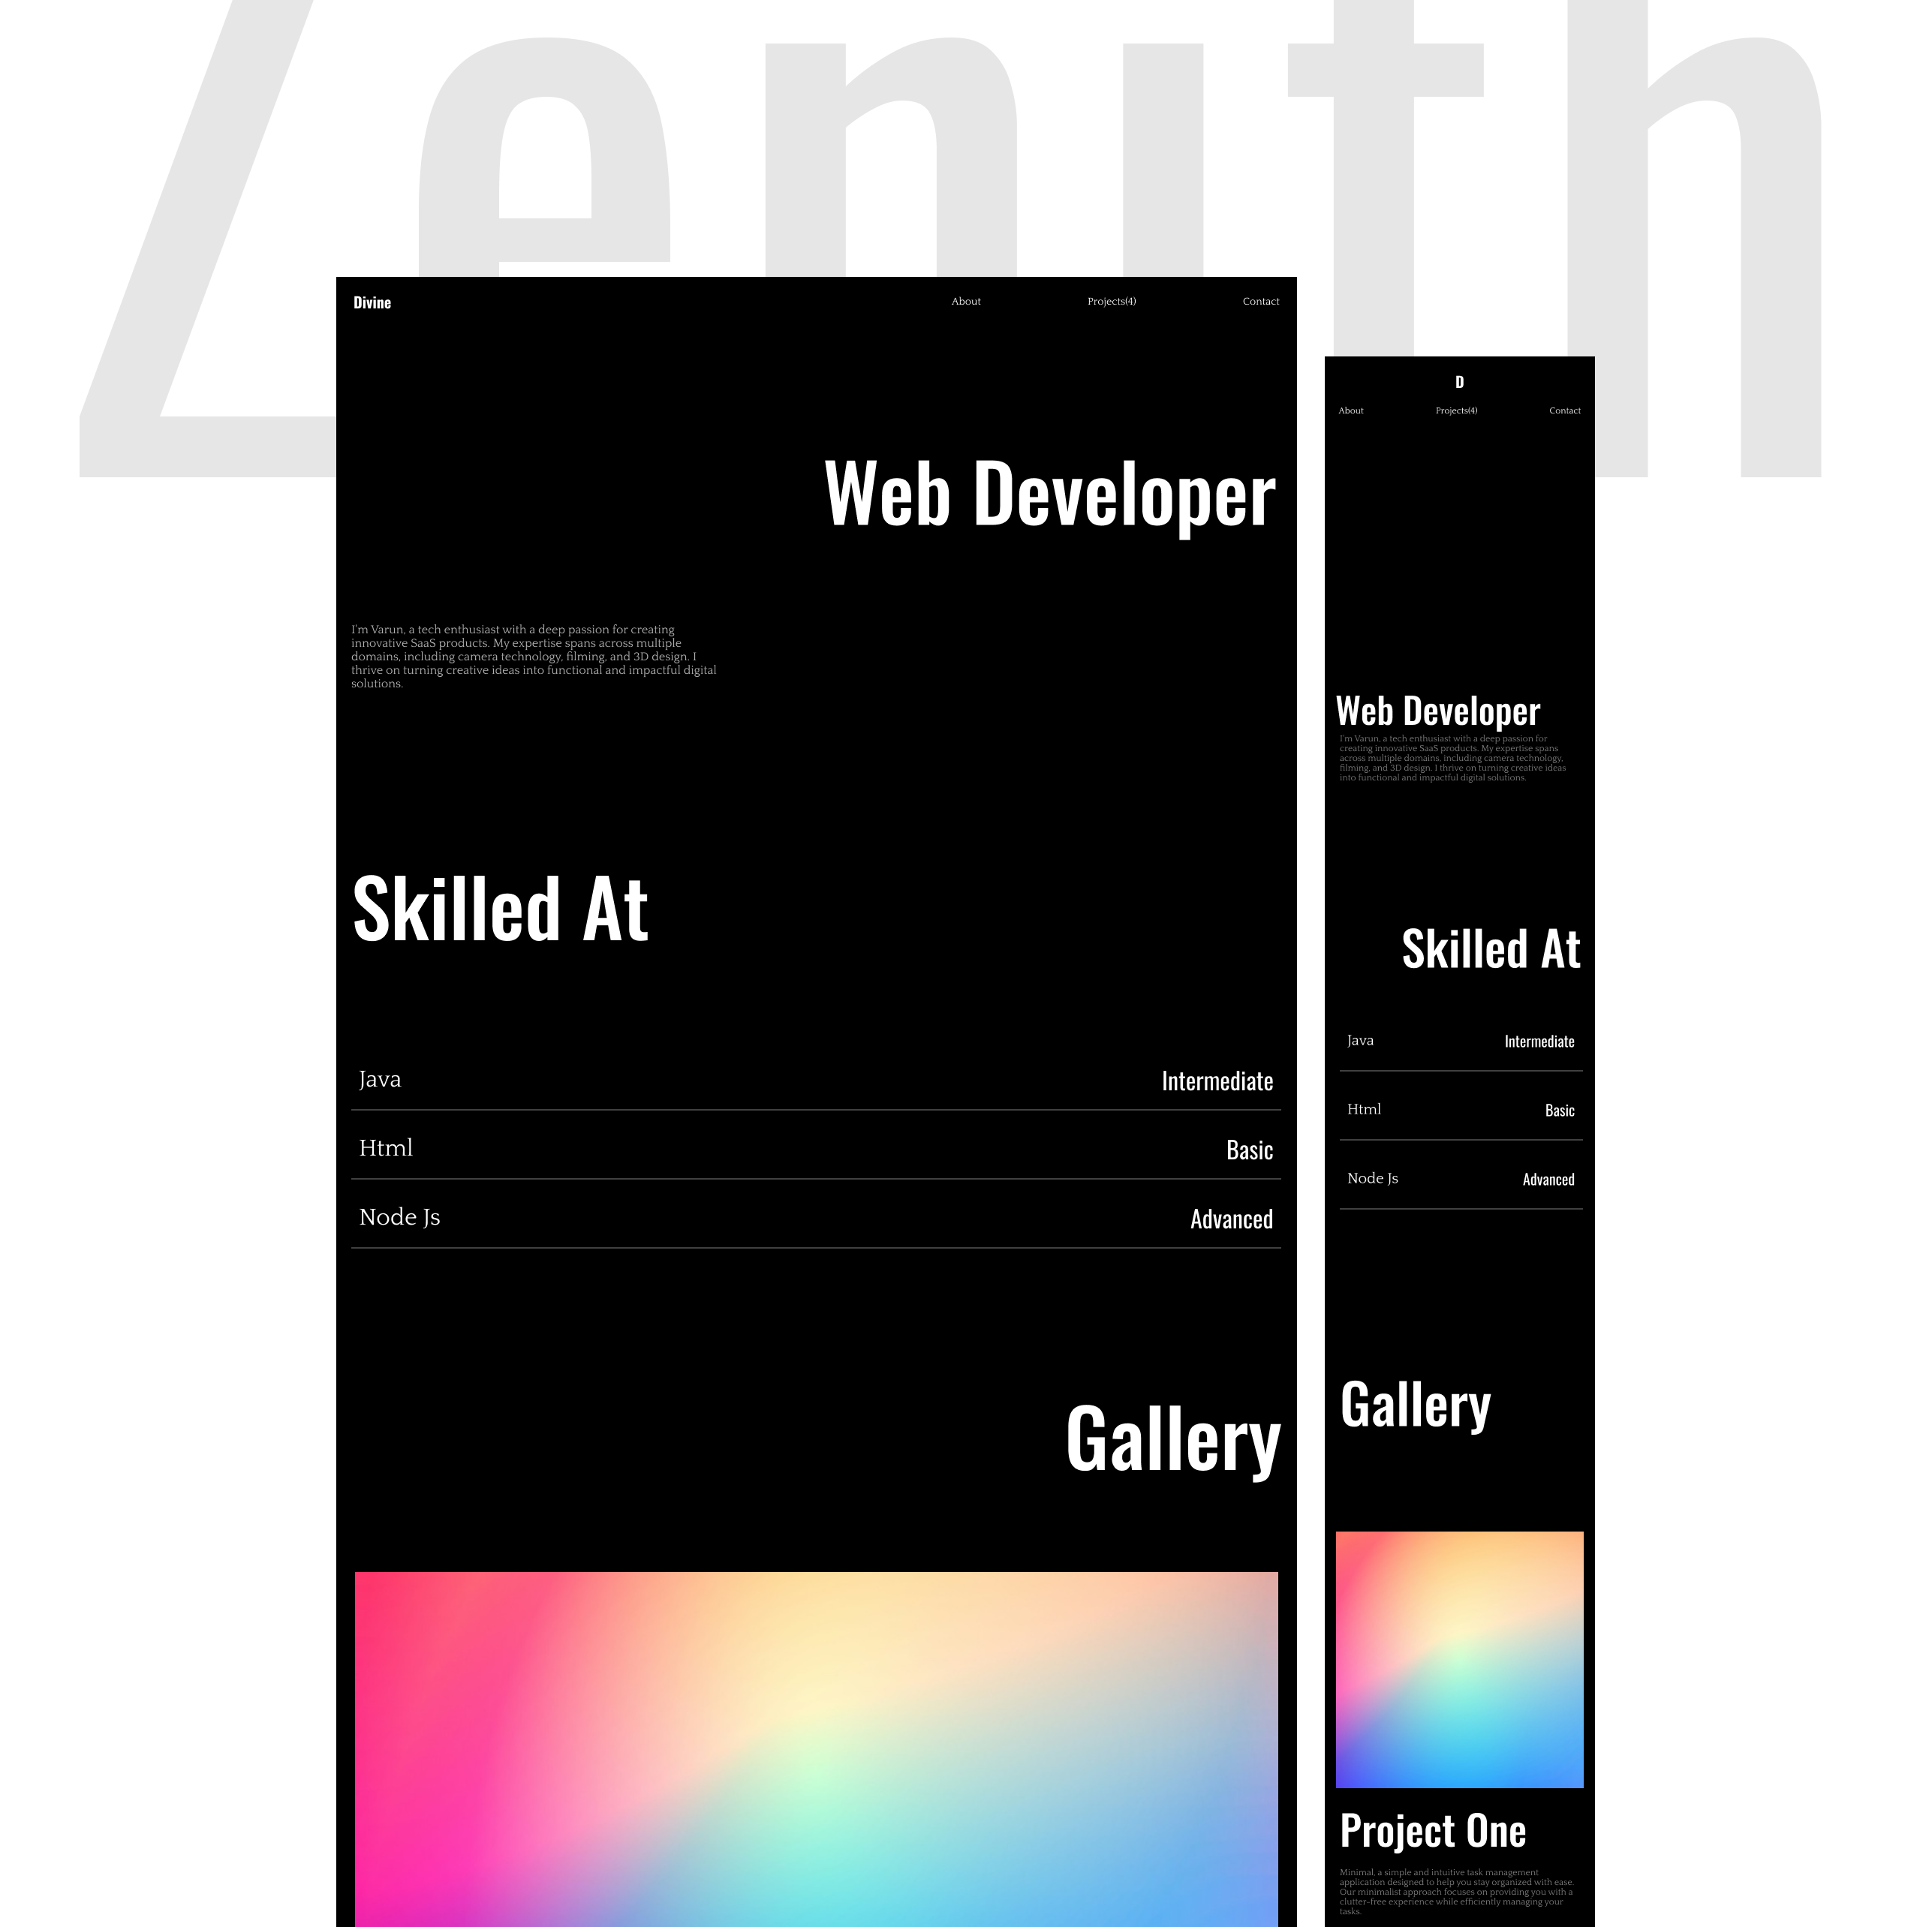 Zenith
Divine
About
Projects(4)
Contact
Web Developer
I'm Varun, a tech enthusiast with a deep passion for creating
innovative SaaS products. My expertise spans across multiple
domains, including camera technology, filming, and 3D design. I
thrive on turning creative ideas into functional and impactful digital
solutions.
Skilled At
Java
Intermediate
Html
Basic
Node Js
Advanced
Gallery
D
About
Projects(4)
Contact
Web Developer
I'm Varun, a tech enthusiast with a deep passion for
creating innovative SaaS products. My expertise spans
across multiple domains, including camera technology,
filming, and 3D design. I thrive on turning creative ideas
into functional and impactful digital solutions.
Skilled At
Java
Intermediate
Html
Basic
Node Js
Advanced
Gallery
Project One
Minimal, a simple and intuitive task management
application designed to help you stay organized with ease.
Our minimalist approach focuses on providing you with a
clutter-free experience while efficiently managing your
tasks.